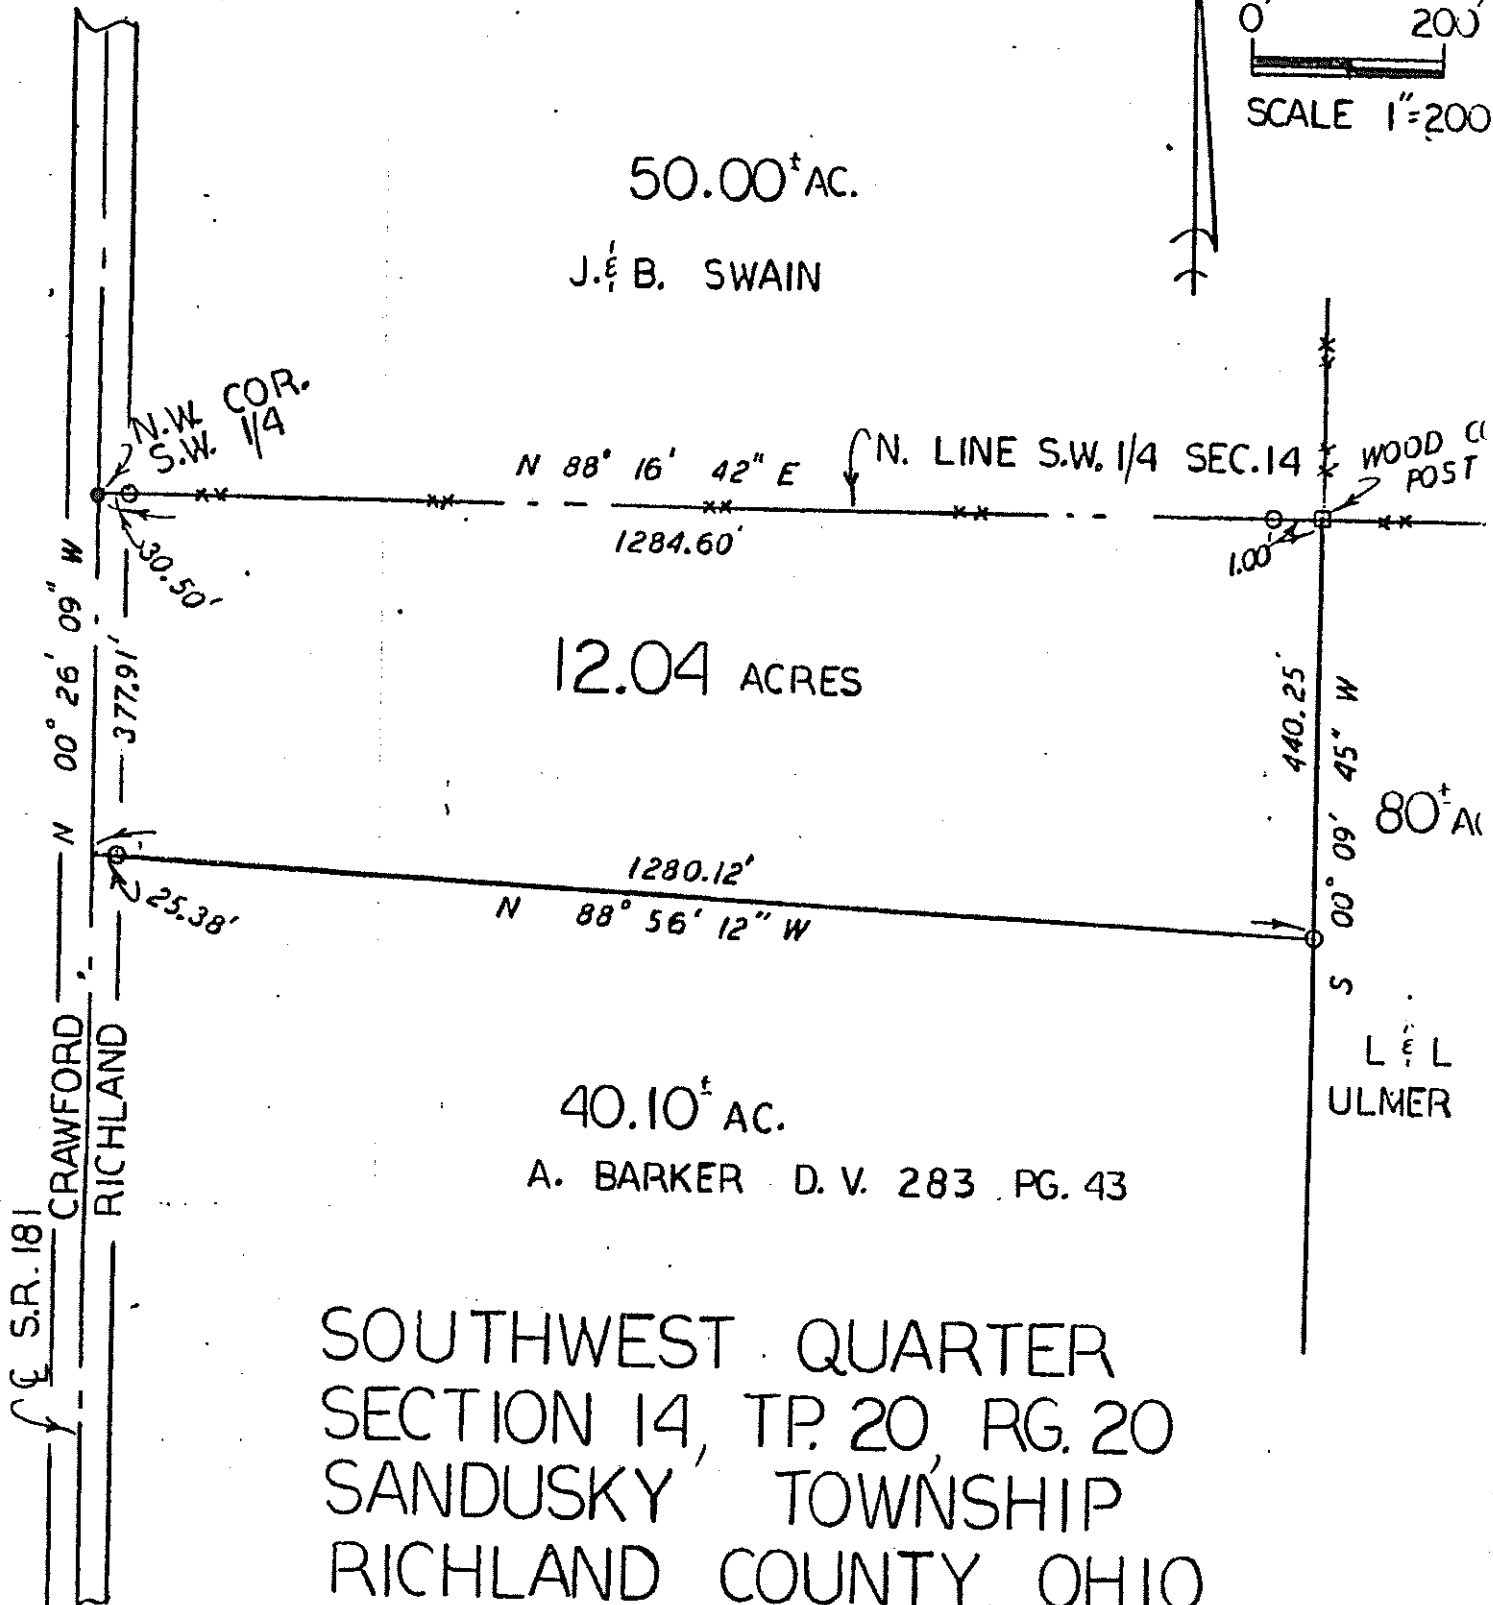 0' 200'
SCALE 1"=200
50.00± AC.
J. & B. SWAIN
N.W. COR.
S.W. 1/4
N. LINE S.W. 1/4 SEC. 14
WOOD
POST
N 88° 16' 42" E
1284.60'
30.50'
1.00'
N 00° 26' 09" W
377.91'
12.04 ACRES
440.25'
S 00° 09' 45" W
80± A
1280.12'
N 88° 56' 12" W
25.38'
L & L
ULMER
40.10± AC.
A. BARKER D. V. 283 PG. 43
CRAWFORD
RICHLAND
℄ S.R. 181
SOUTHWEST QUARTER
SECTION 14, TP. 20, RG. 20
SANDUSKY TOWNSHIP
RICHLAND COUNTY, OHIO